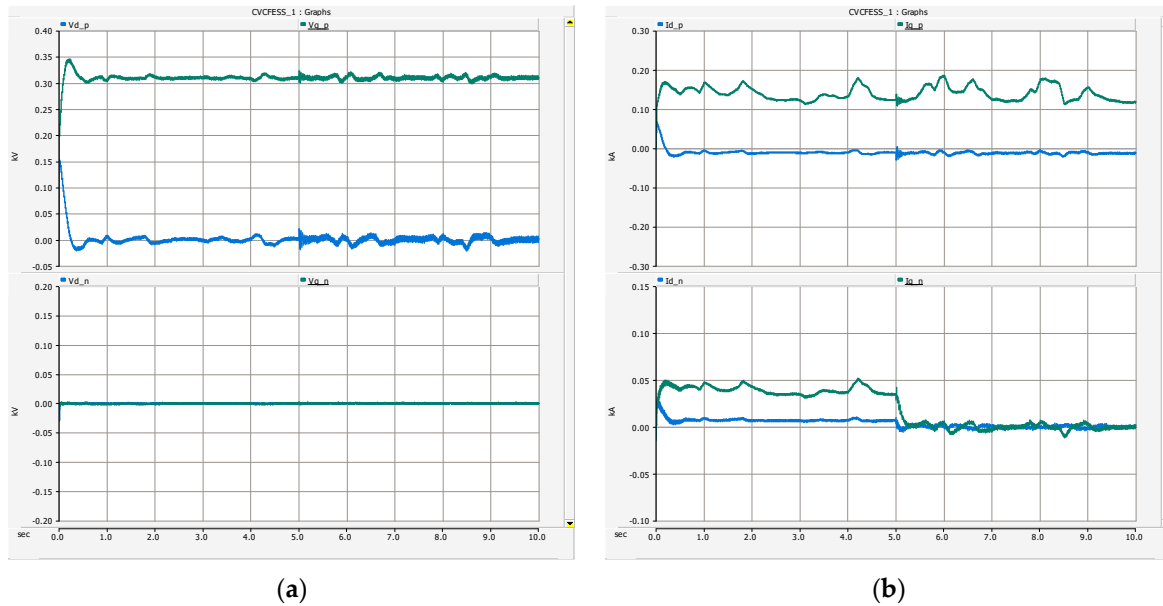 CVCFESS_1 : Graphs
Vd_p Vq_p
0.40
0.35
0.30
0.25
0.20
0.15
0.10
0.05
0.00
-0.05
kV
Vd_n Vq_n
0.20
0.15
0.10
0.05
0.00
-0.05
-0.10
-0.15
-0.20
kV
sec 0.0 1.0 2.0 3.0 4.0 5.0 6.0 7.0 8.0 9.0 10.0
(a)
CVCFESS_1 : Graphs
Id_p Iq_p
0.30
0.20
0.10
0.00
-0.10
-0.20
-0.30
kA
Id_n Iq_n
0.15
0.10
0.05
0.00
-0.05
-0.10
kA
sec 0.0 1.0 2.0 3.0 4.0 5.0 6.0 7.0 8.0 9.0 10.0
(b)